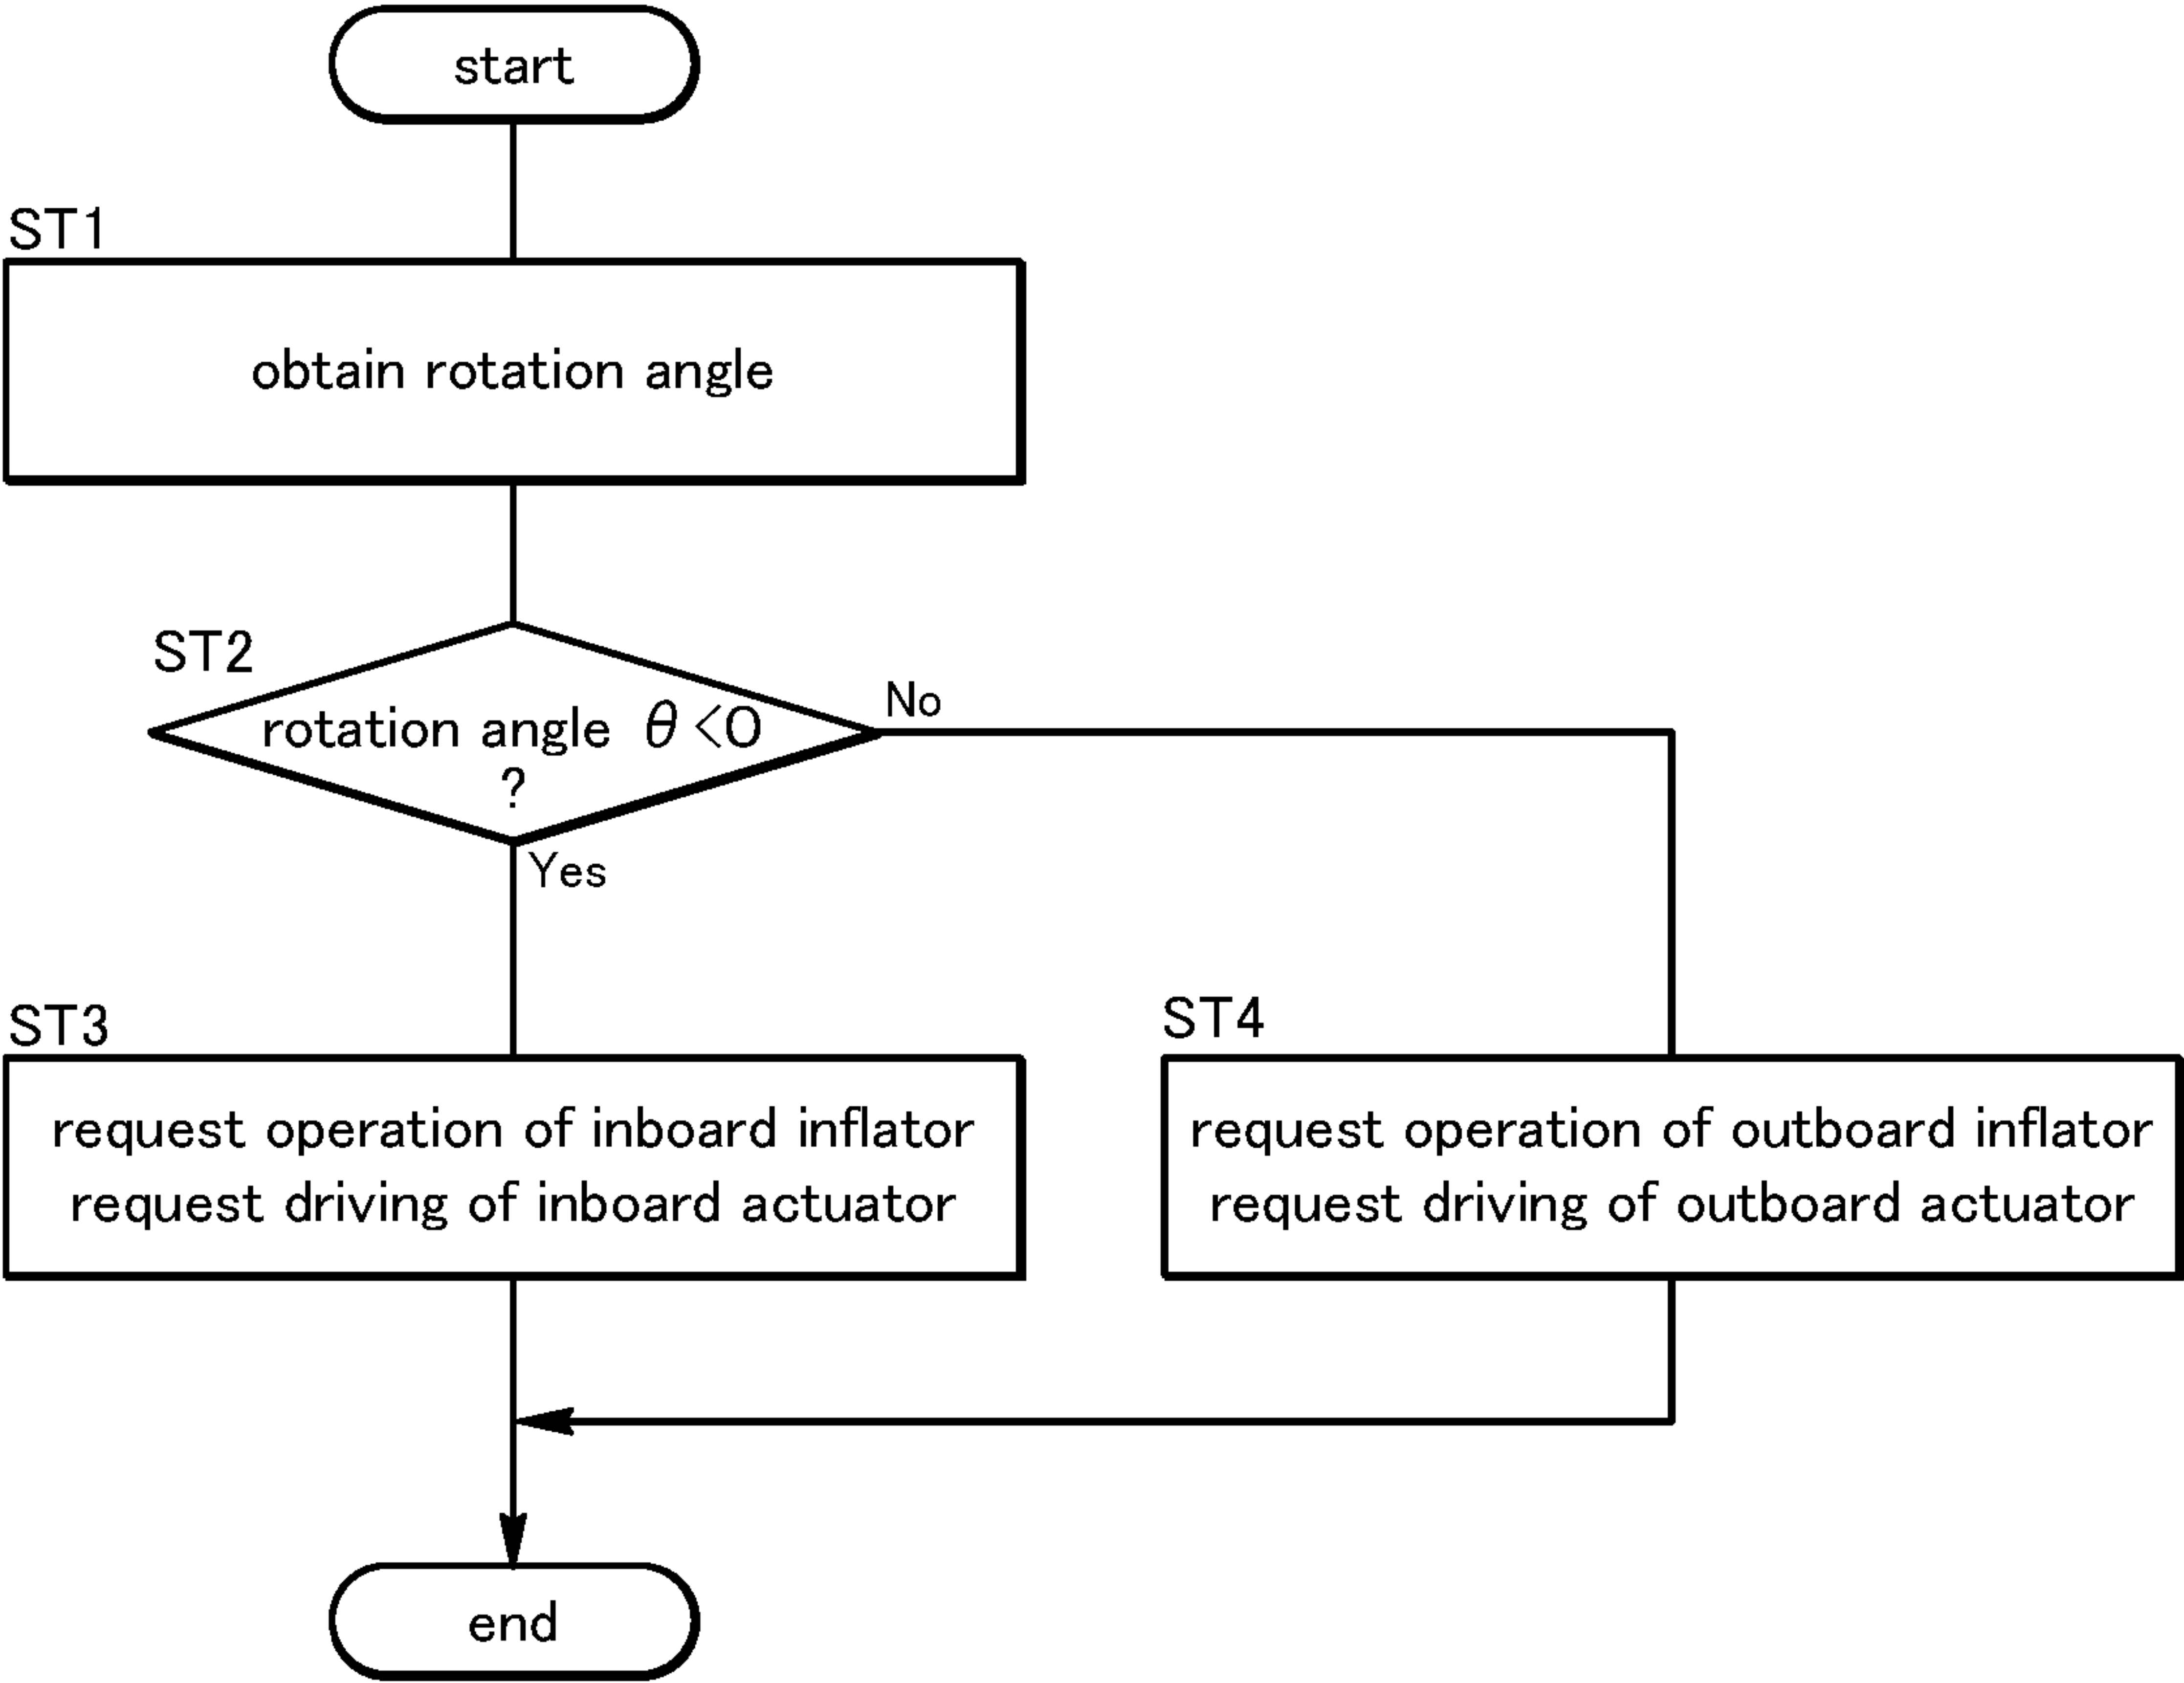 start
ST1
obtain rotation angle
ST2
rotation angle θ<0
?
No
Yes
ST3
request operation of inboard inflator
request driving of inboard actuator
ST4
request operation of outboard inflator
request driving of outboard actuator
end